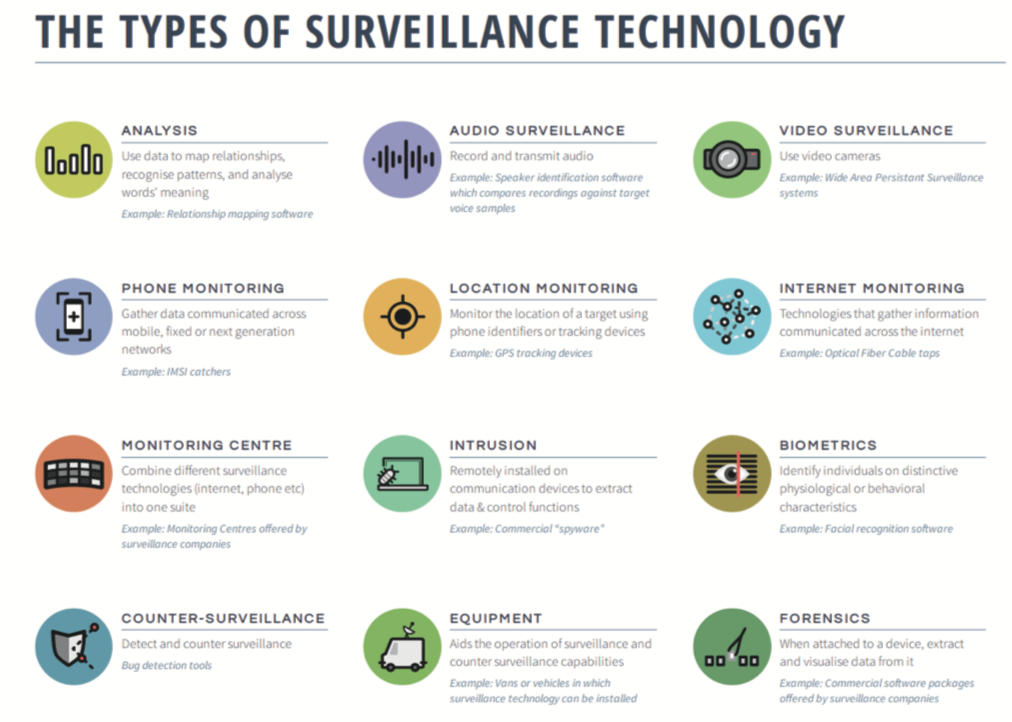 THE TYPES OF SURVEILLANCE TECHNOLOGY
ANALYSIS
Use data to map relationships,
recognise patterns, and analyse
words' meaning
Example: Relationship mapping software
AUDIO SURVEILLANCE
Record and transmit audio
Example: Speaker identification software
which compares recordings against target
voice samples
VIDEO SURVEILLANCE
Use video cameras
Example: Wide Area Persistant Surveillance
systems
PHONE MONITORING
Gather data communicated across
mobile, fixed or next generation
networks
Example: IMSI catchers
LOCATION MONITORING
Monitor the location of a target using
phone identifiers or tracking devices
Example: GPS tracking devices
INTERNET MONITORING
Technologies that gather information
communicated across the internet
Example: Optical Fiber Cable taps
MONITORING CENTRE
Combine different surveillance
technologies (internet, phone etc)
into one suite
Example: Monitoring Centres offered by
surveillance companies
INTRUSION
Remotely installed on
communication devices to extract
data & control functions
Example: Commercial "spyware"
BIOMETRICS
Identify individuals on distinctive
physiological or behavioral
characteristics
Example: Facial recognition software
COUNTER-SURVEILLANCE
Detect and counter surveillance
Bug detection tools
EQUIPMENT
Aids the operation of surveillance and
counter surveillance capabilities
Example: Vans or vehicles in which
surveillance technology can be installed
FORENSICS
When attached to a device, extract
and visualise data from it
Example: Commercial software packages
offered by surveillance companies